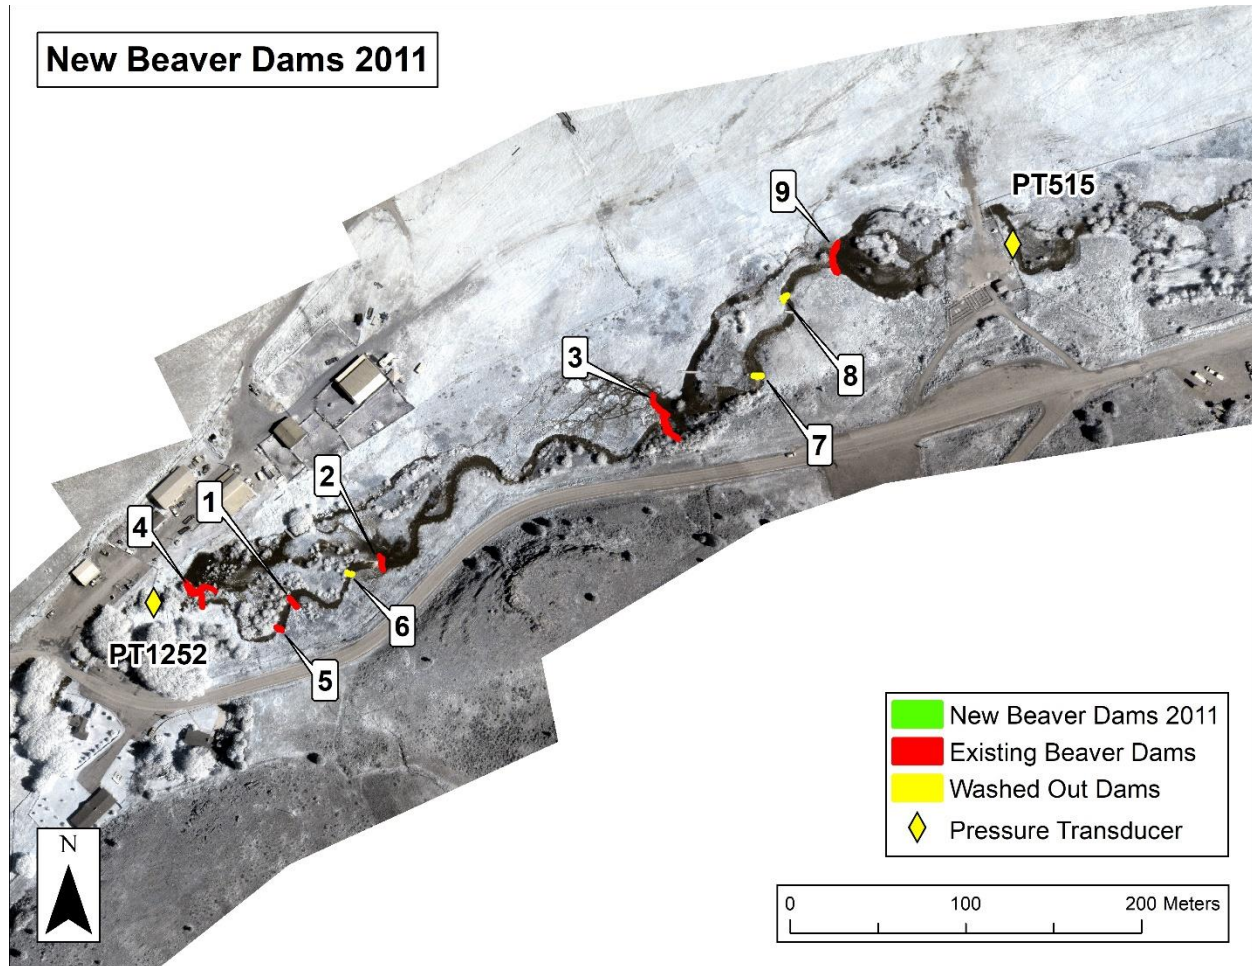 New Beaver Dams 2011
PT515
9
8
3
7
2
1
4
6
PT1252
5
New Beaver Dams 2011
Existing Beaver Dams
Washed Out Dams
Pressure Transducer
N
0 100 200 Meters